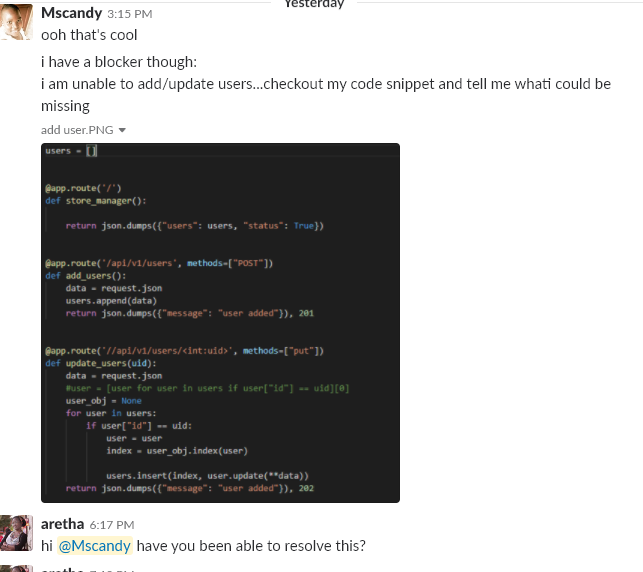 Yesterday
Mscandy 3:15 PM
ooh that's cool
i have a blocker though:
i am unable to add/update users...checkout my code snippet and tell me whati could be
missing
add user.PNG
users = []
@app.route('/')
def store_manager():
return json.dumps({"users": users, "status": True})
@app.route('/api/v1/users', methods=["POST"])
def add_users():
data = request.json
users.append(data)
return json.dumps({"message": "user added"}), 201
@app.route('//api/v1/users/<int:uid>', methods=["put"])
def update_users(uid):
data = request.json
#user = [user for user in users if user["id"] == uid][0]
user_obj = None
for user in users:
if user["id"] == uid:
user = user
index = user_obj.index(user)
users.insert(index, user.update(**data))
return json.dumps({"message": "user added"}), 202
aretha 6:17 PM
hi @Mscandy have you been able to resolve this?